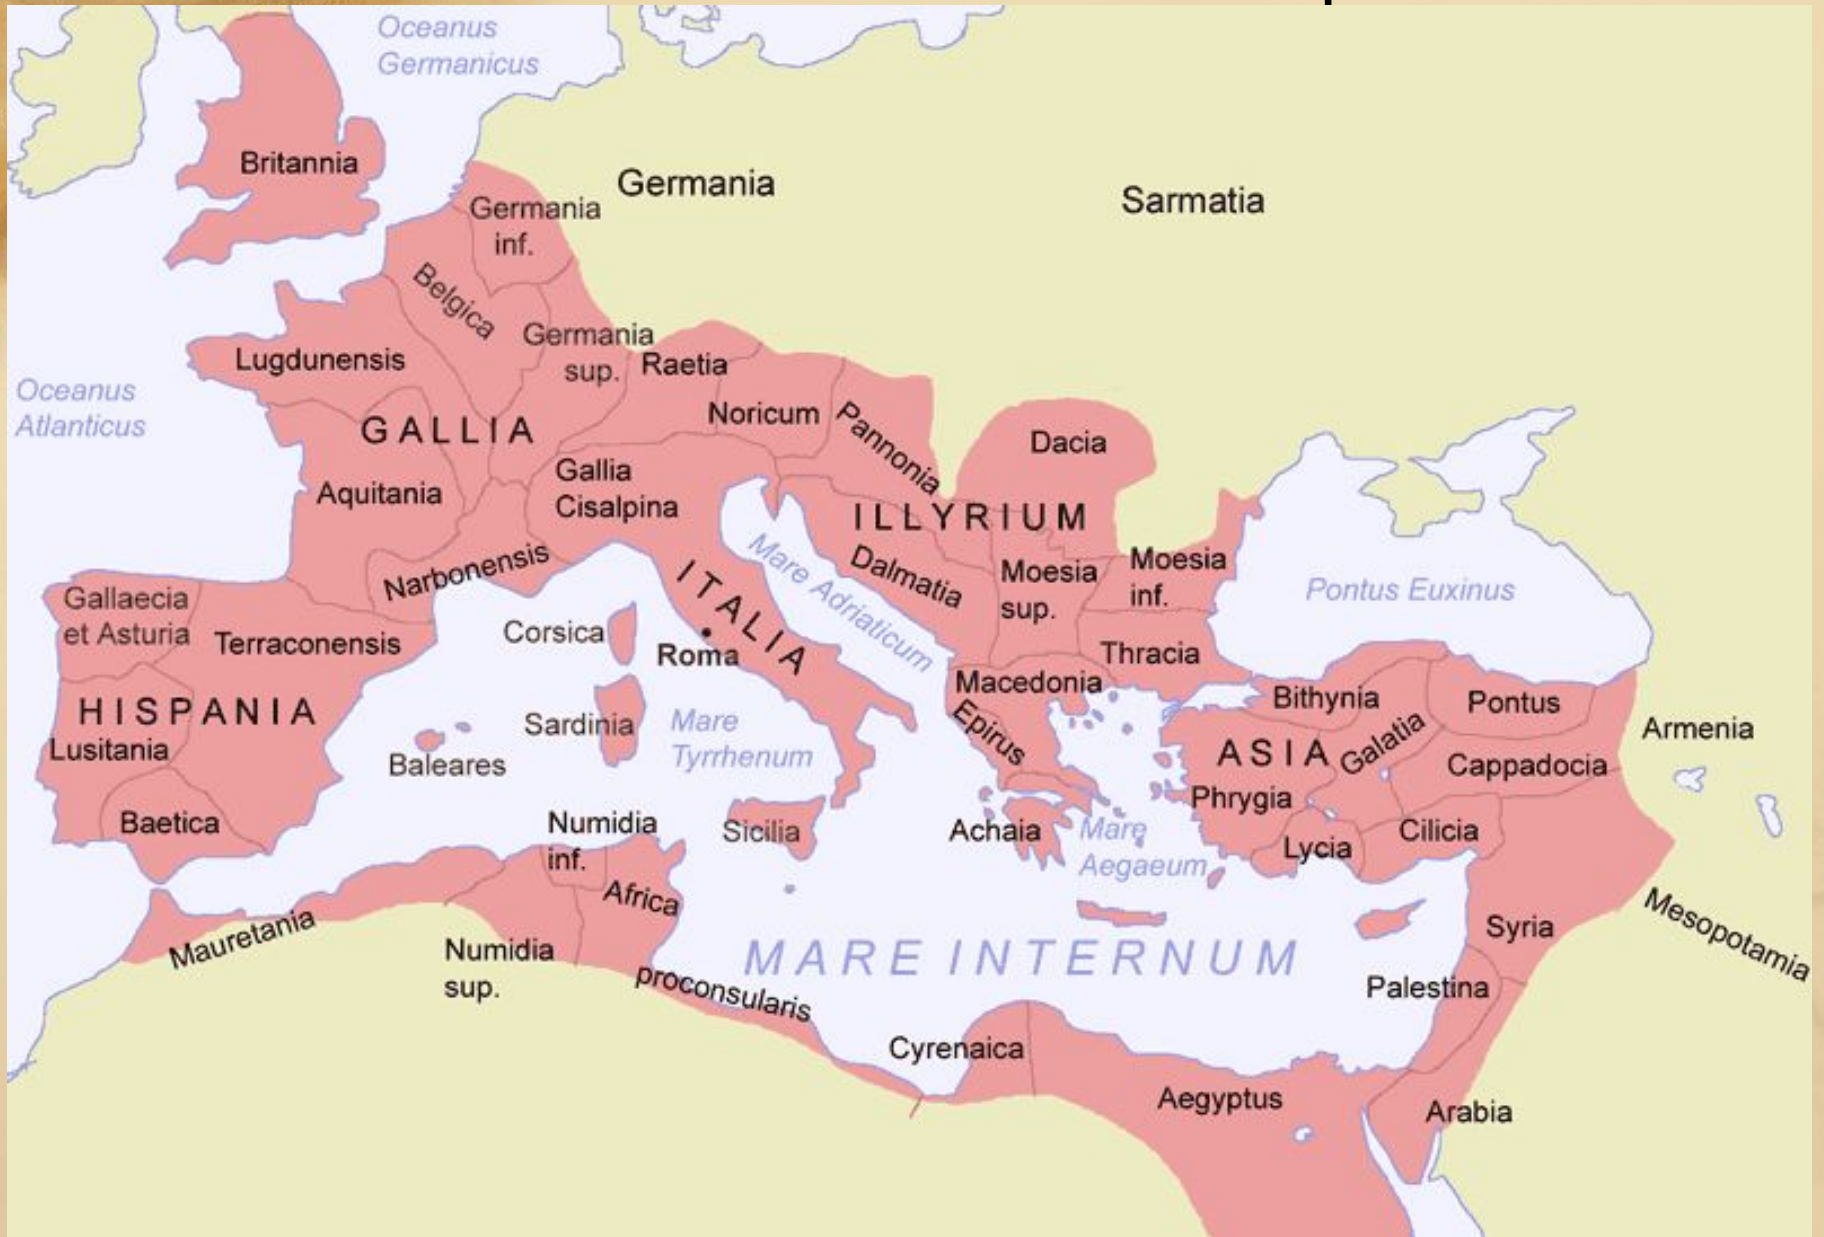 Oceanus
Germanicus
Britannia
Germania
Sarmatia
Germania
inf.
Belgica
Germania
sup.
Lugdunensis
Raetia
Oceanus
Atlanticus
GALLIA
Noricum
Pannonia
Dacia
Gallia
Cisalpina
Aquitania
ILLYRIUM
Mare Adriaticum
Dalmatia
Moesia
sup.
Moesia
inf.
Narbonensis
ITALIA
Pontus Euxinus
Gallaecia
et Asturia
Terraconensis
Corsica
Roma
Thracia
Macedonia
HISPANIA
Lusitania
Sardinia
Mare
Tyrrhenum
Epirus
Bithynia
Pontus
Galatia
Armenia
ASIA
Baleares
Cappadocia
Phrygia
Baetica
Numidia
inf.
Sicilia
Achaia
Mare
Aegaeum
Lycia
Cilicia
Africa
Mauretania
Numidia
sup.
MARE INTERNUM
Syria
Mesopotamia
proconsularis
Palestina
Cyrenaica
Aegyptus
Arabia